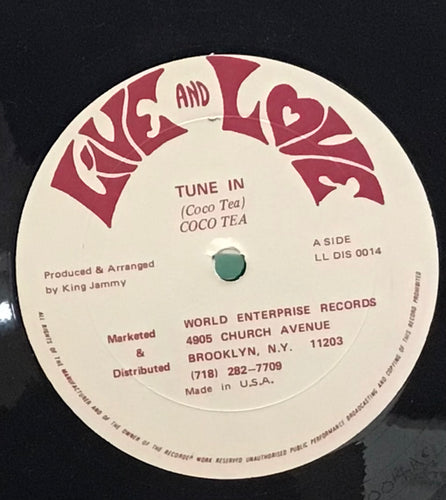 LIVE AND LOVE
TUNE IN
(Coco Tea)
COCO TEA
A SIDE
LL DIS 0014
Produced & Arranged
by King Jammy
Marketed
&
Distributed
WORLD ENTERPRISE RECORDS
4905 CHURCH AVENUE
BROOKLYN, N.Y. 11203
(718) 282-7709
Made in U.S.A.
ALL RIGHTS OF THE MANUFACTURER AND OF THE OWNER OF THE RECORDED WORK RESERVED UNAUTHORISED PUBLIC PERFORMANCE BROADCASTING AND COPYING OF THIS RECORD PROHIBITED